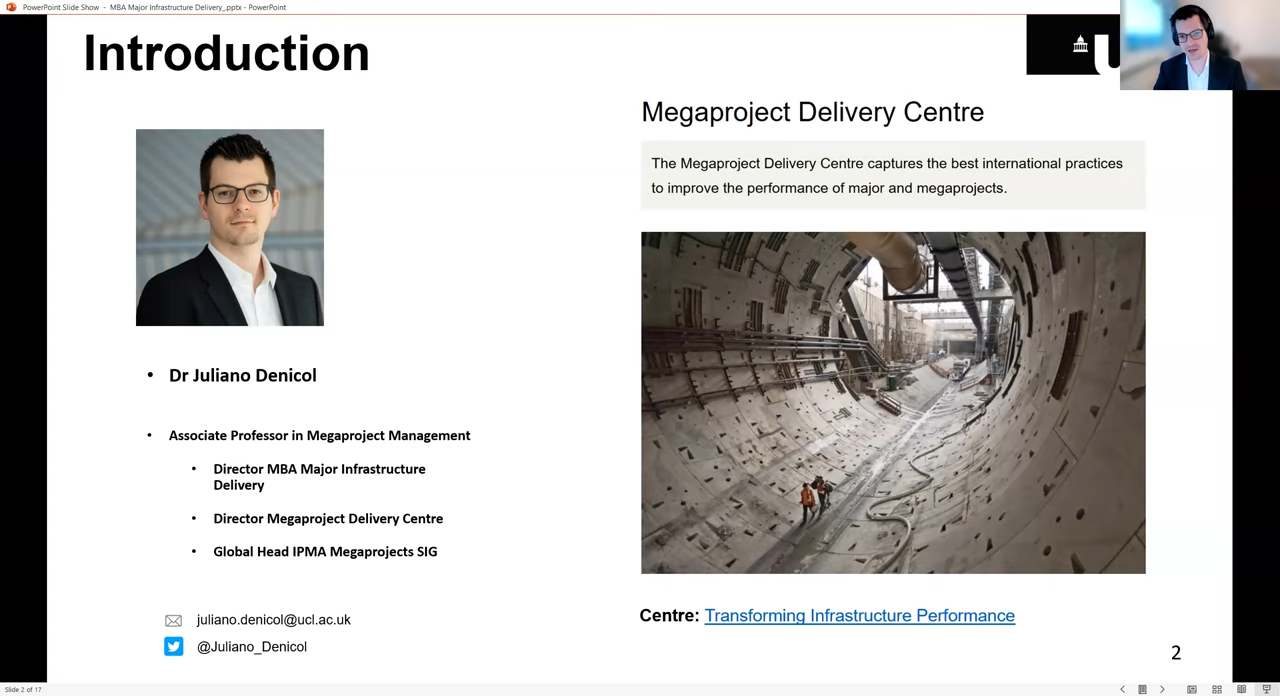 PowerPoint Slide Show - MBA Major Infrastructure Delivery_.pptx - PowerPoint
Introduction
U
Megaproject Delivery Centre
The Megaproject Delivery Centre captures the best international practices
to improve the performance of major and megaprojects.
• Dr Juliano Denicol
• Associate Professor in Megaproject Management
• Director MBA Major Infrastructure
Delivery
• Director Megaproject Delivery Centre
• Global Head IPMA Megaprojects SIG
juliano.denicol@ucl.ac.uk
@Juliano_Denicol
Centre: Transforming Infrastructure Performance
2
Slide 2 of 17